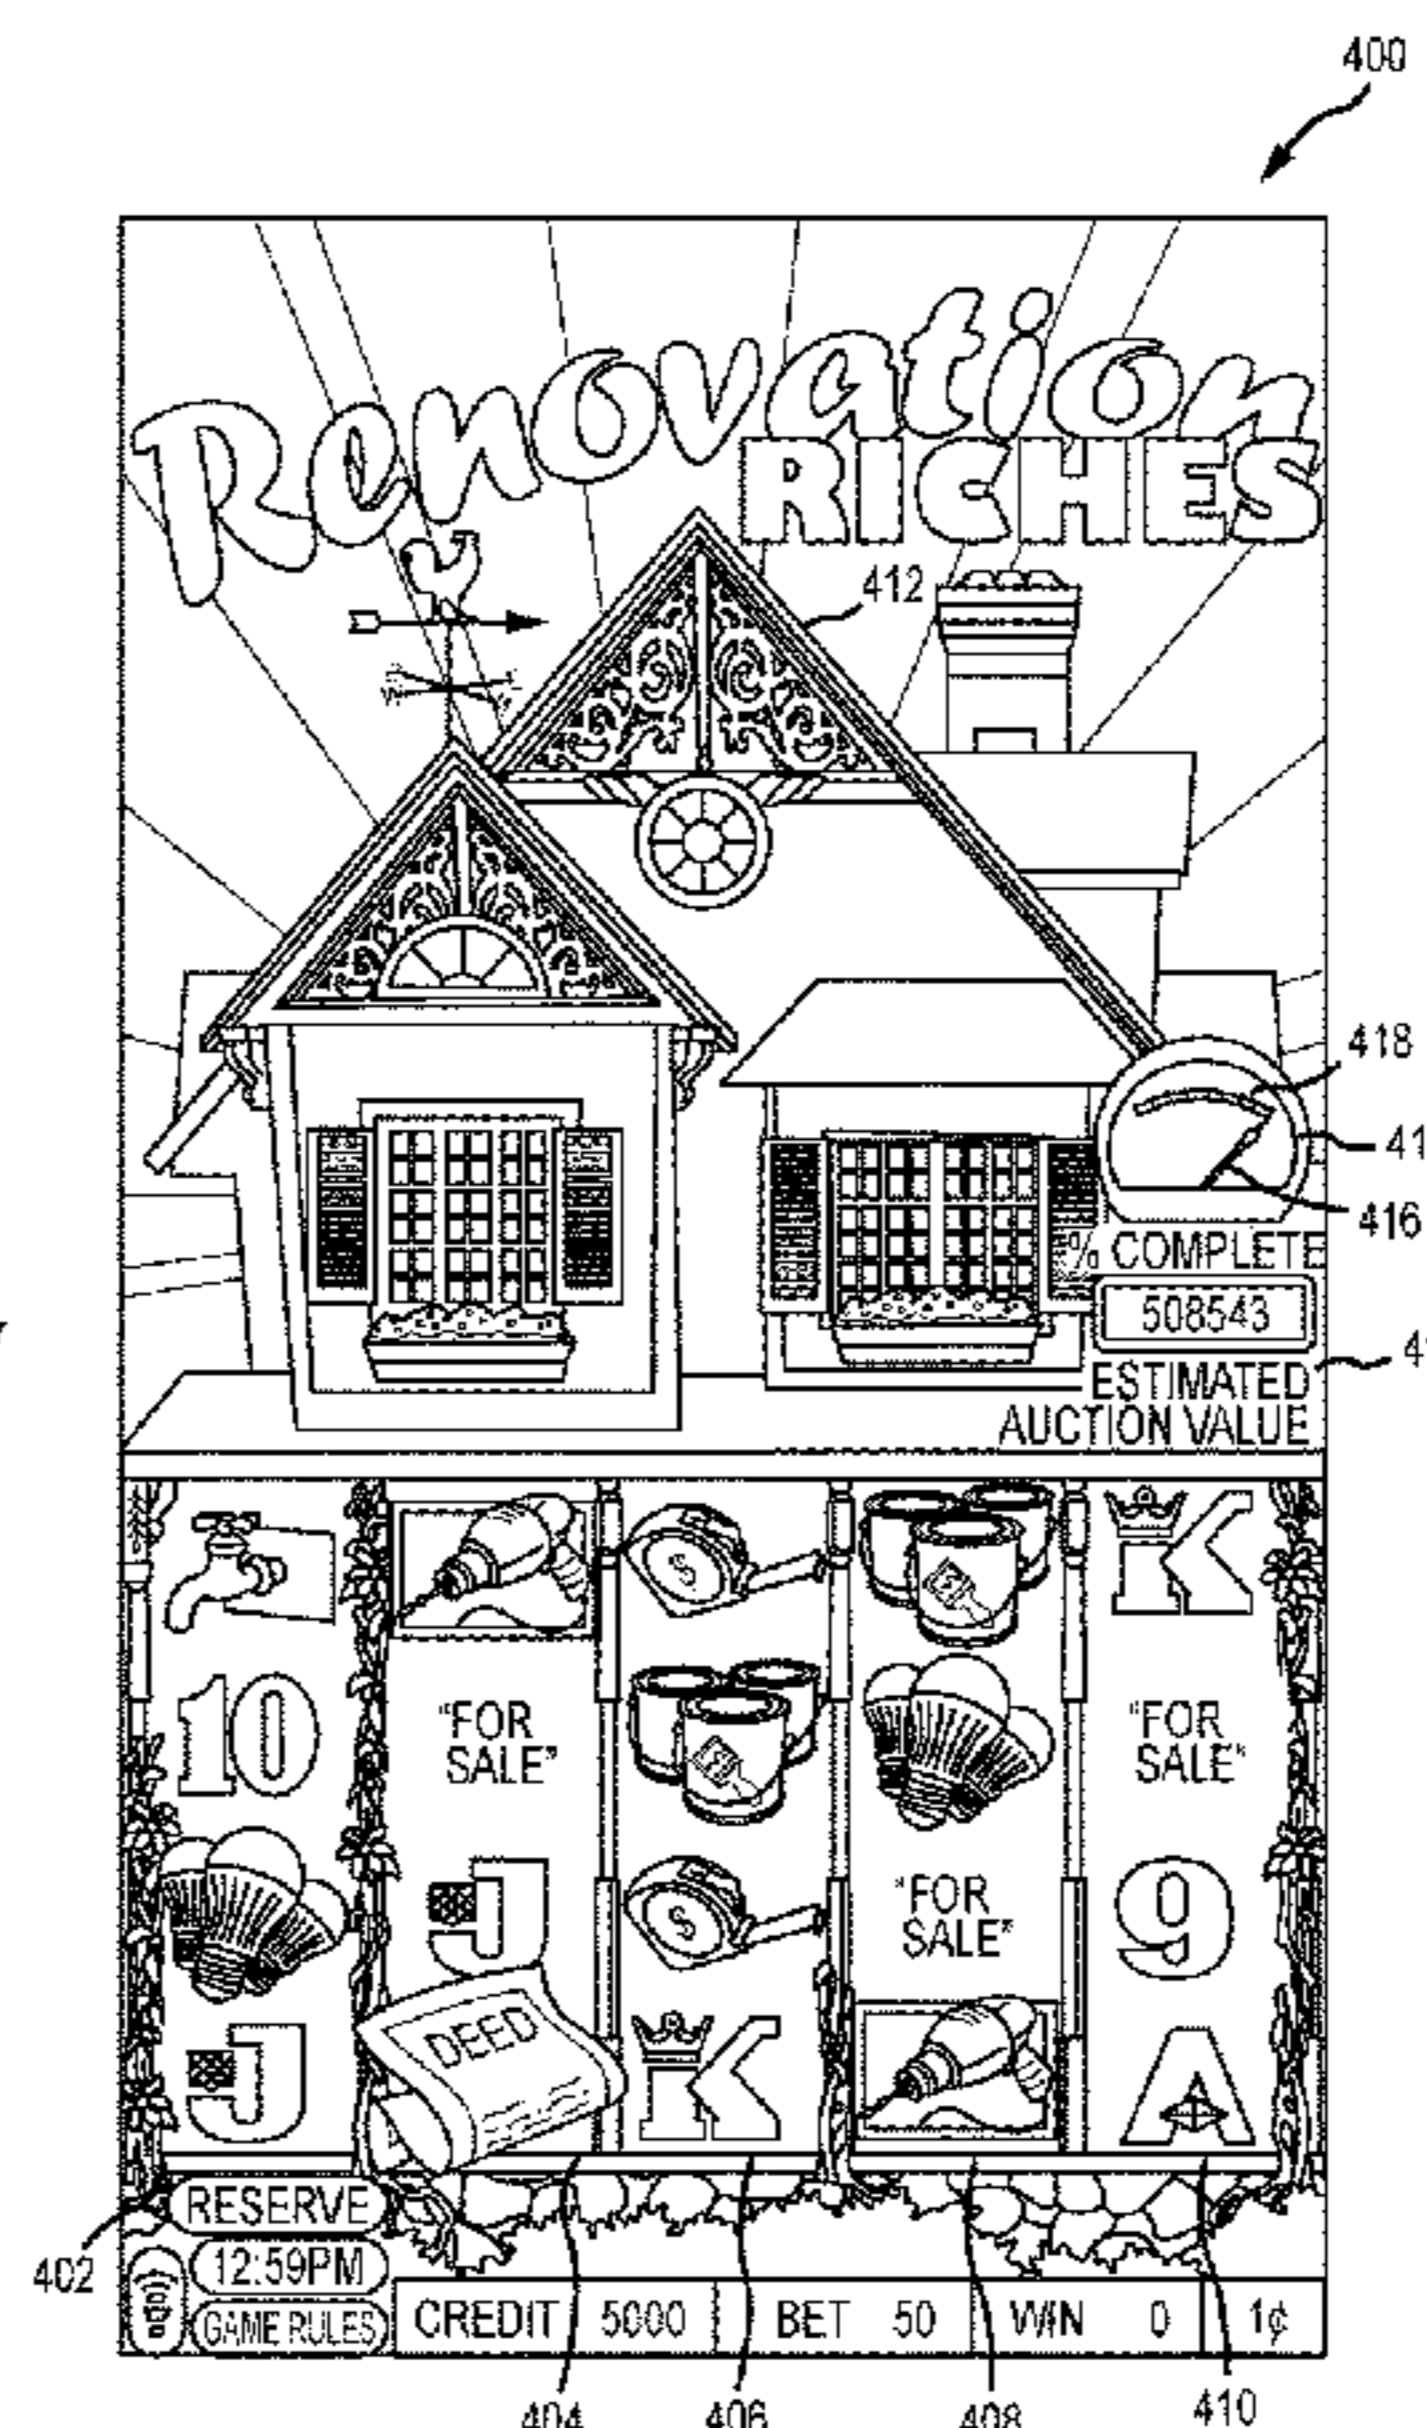 400
Renovation
RICHES
412
418
41
416
% COMPLETE
508543
ESTIMATED
AUCTION VALUE
$
K
10
"FOR
SALE"
"FOR
SALE"
J
$
"FOR
SALE"
9
J
DEED
K
A
402
RESERVE
12:59PM
GAME RULES
CREDIT 5000 BET 50 WIN 0 1¢
404 406 408 410